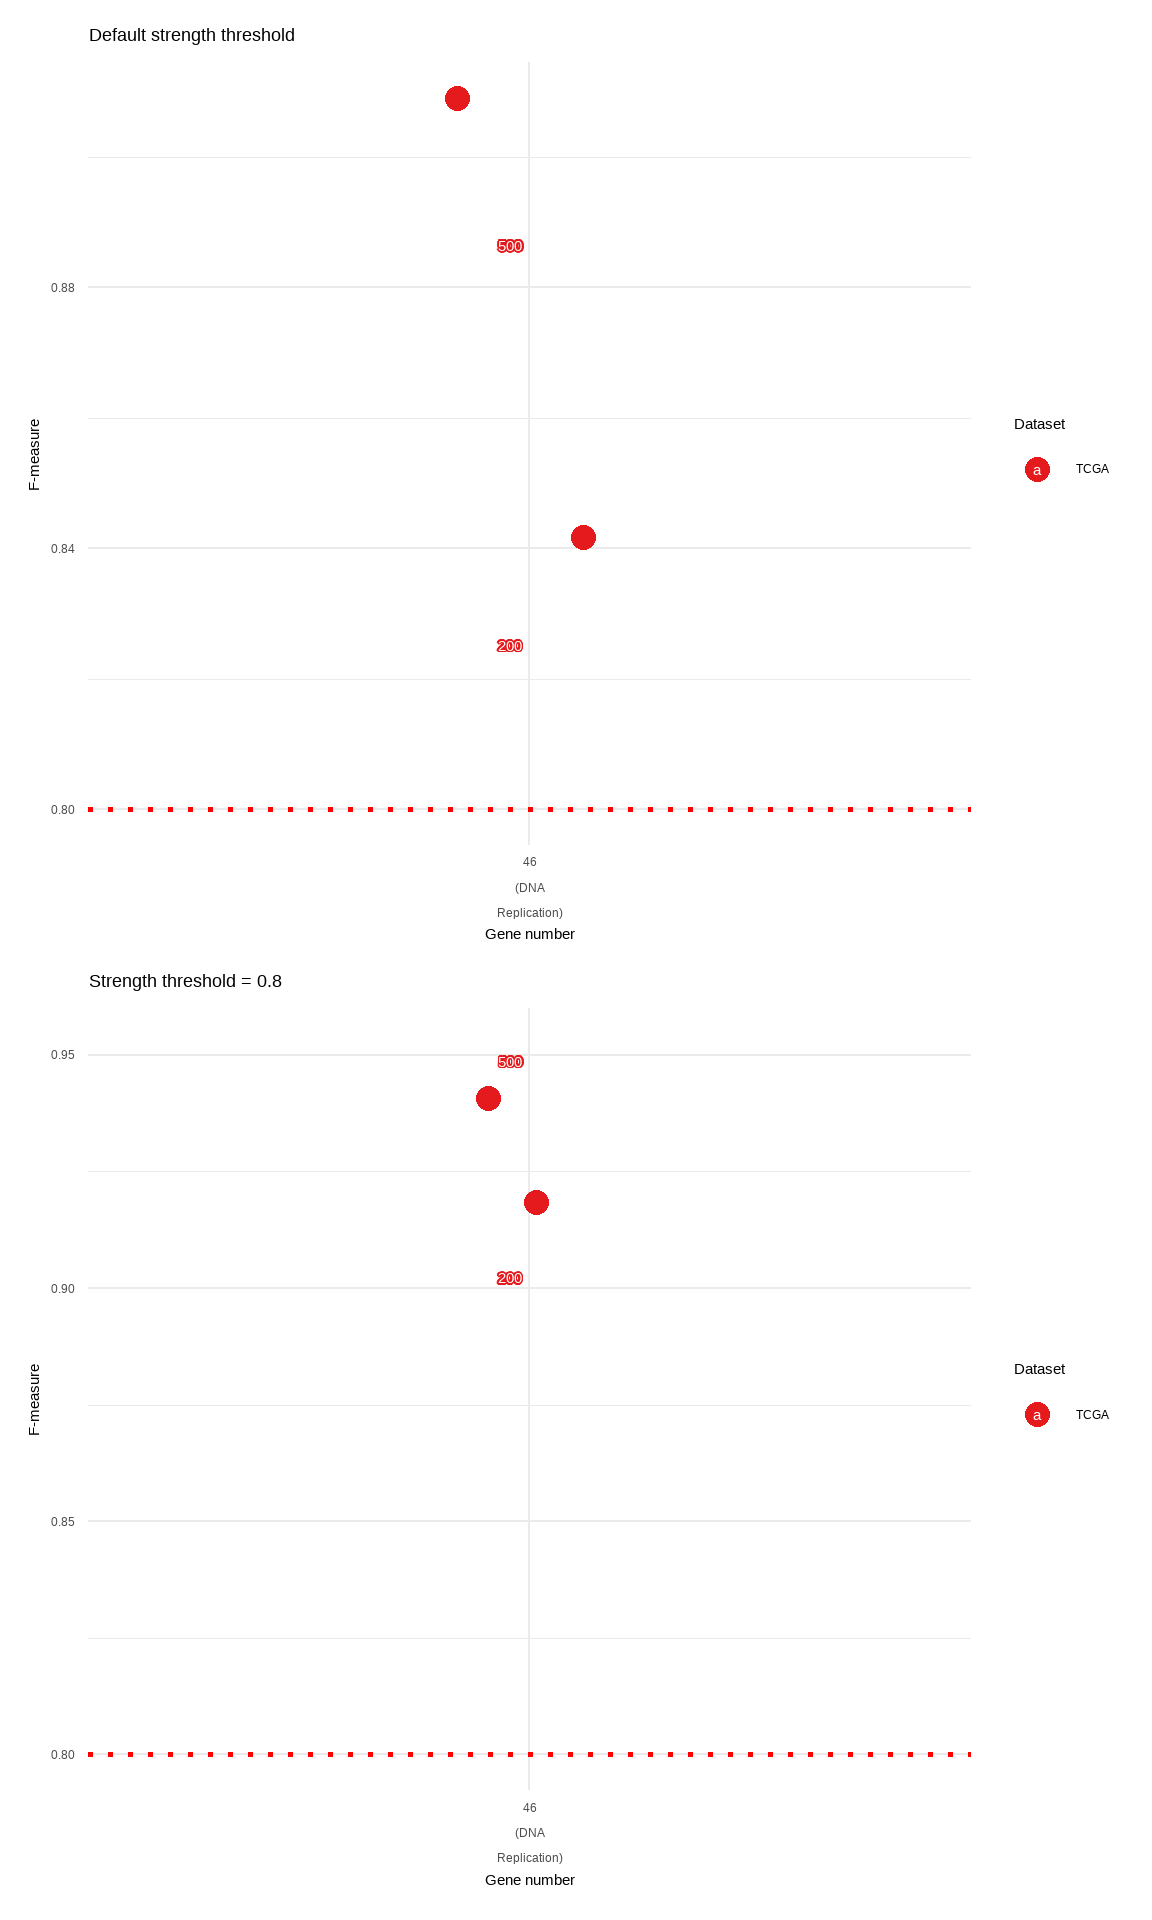 Default strength threshold
500
0.88
F-measure
Dataset
a TCGA
0.84
200
0.80
46
(DNA
Replication)
Gene number
Strength threshold = 0.8
0.95
500
0.90
200
F-measure
Dataset
a TCGA
0.85
0.80
46
(DNA
Replication)
Gene number